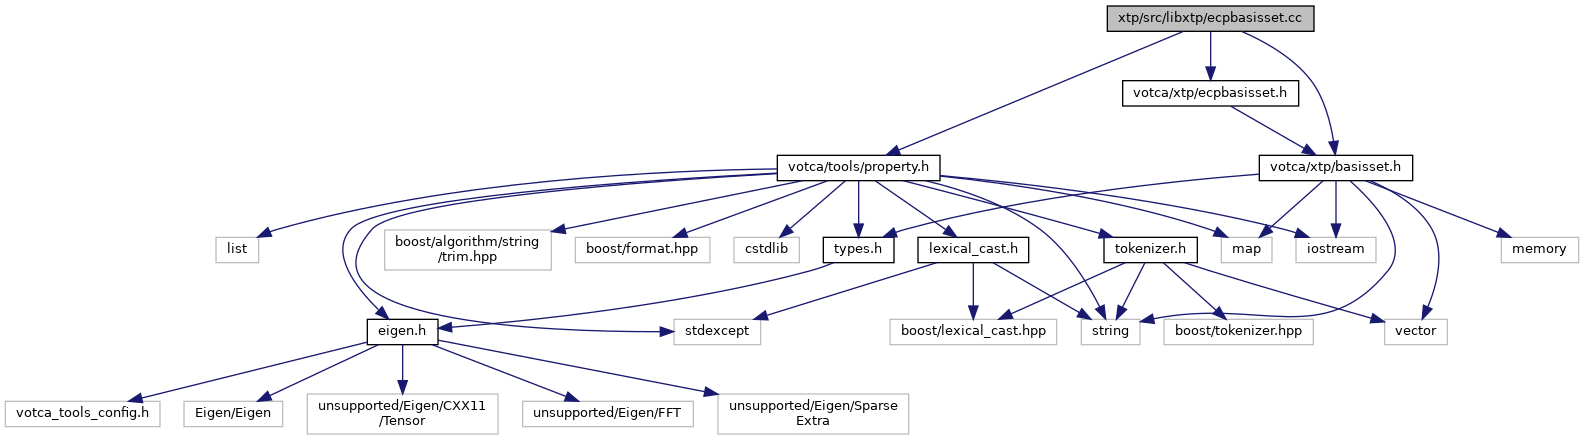 xtp/src/libxtp/ecpbasisset.cc
votca/xtp/ecpbasisset.h
votca/tools/property.h
votca/xtp/basisset.h
list
boost/algorithm/string
/trim.hpp
boost/format.hpp
cstdlib
types.h
lexical_cast.h
tokenizer.h
map
iostream
memory
eigen.h
stdexcept
boost/lexical_cast.hpp
string
boost/tokenizer.hpp
vector
votca_tools_config.h
Eigen/Eigen
unsupported/Eigen/CXX11
/Tensor
unsupported/Eigen/FFT
unsupported/Eigen/Sparse
Extra